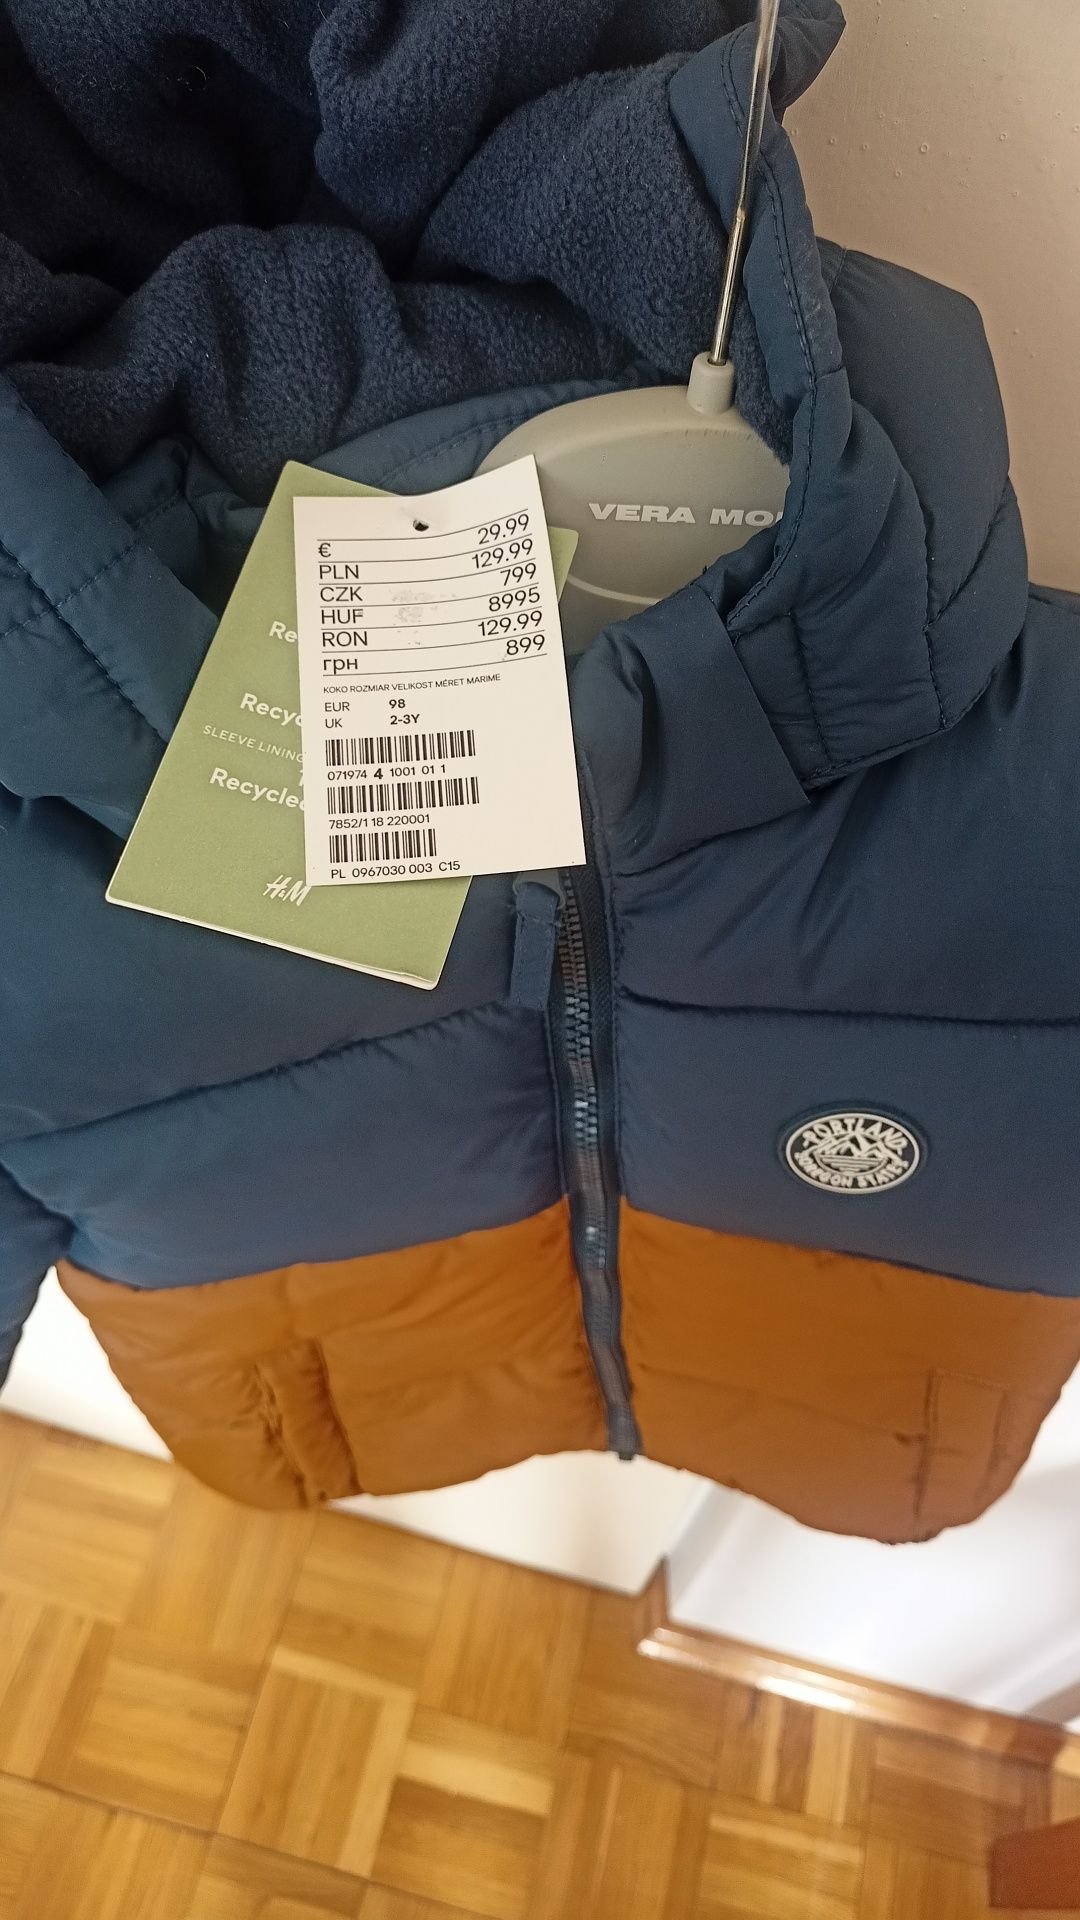 VERA MO
€ 29.99
PLN 129.99
CZK 799
HUF 8995
RON 129.99
грн 899
KOKO ROZMIAR VELIKOST MÉRET MARIME
EUR 98
UK 2-3Y
071974 4 1001 01 1
7852/1 18 220001
PL 0967030 003 C15
Re
Recyc
SLEEVE LINING
Recycled
H&M
PORTLAND